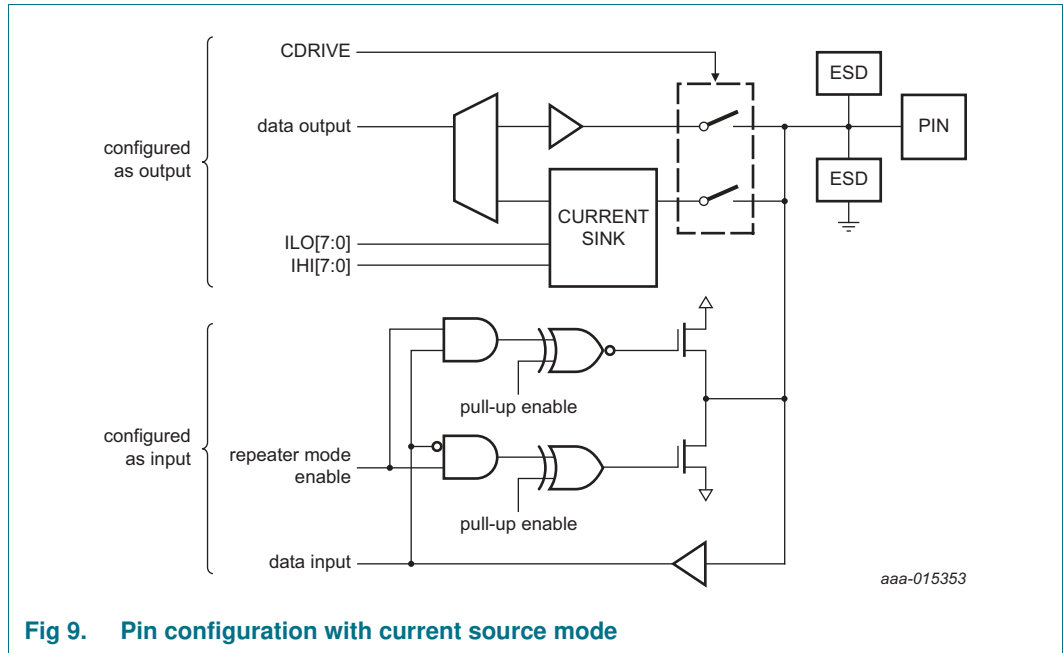 CDRIVE
ESD
data output
PIN
configured
as output
ESD
CURRENT
SINK
ILO[7:0]
IHI[7:0]
pull-up enable
configured
as input
repeater mode
enable
pull-up enable
data input
aaa-015353
Fig 9. Pin configuration with current source mode